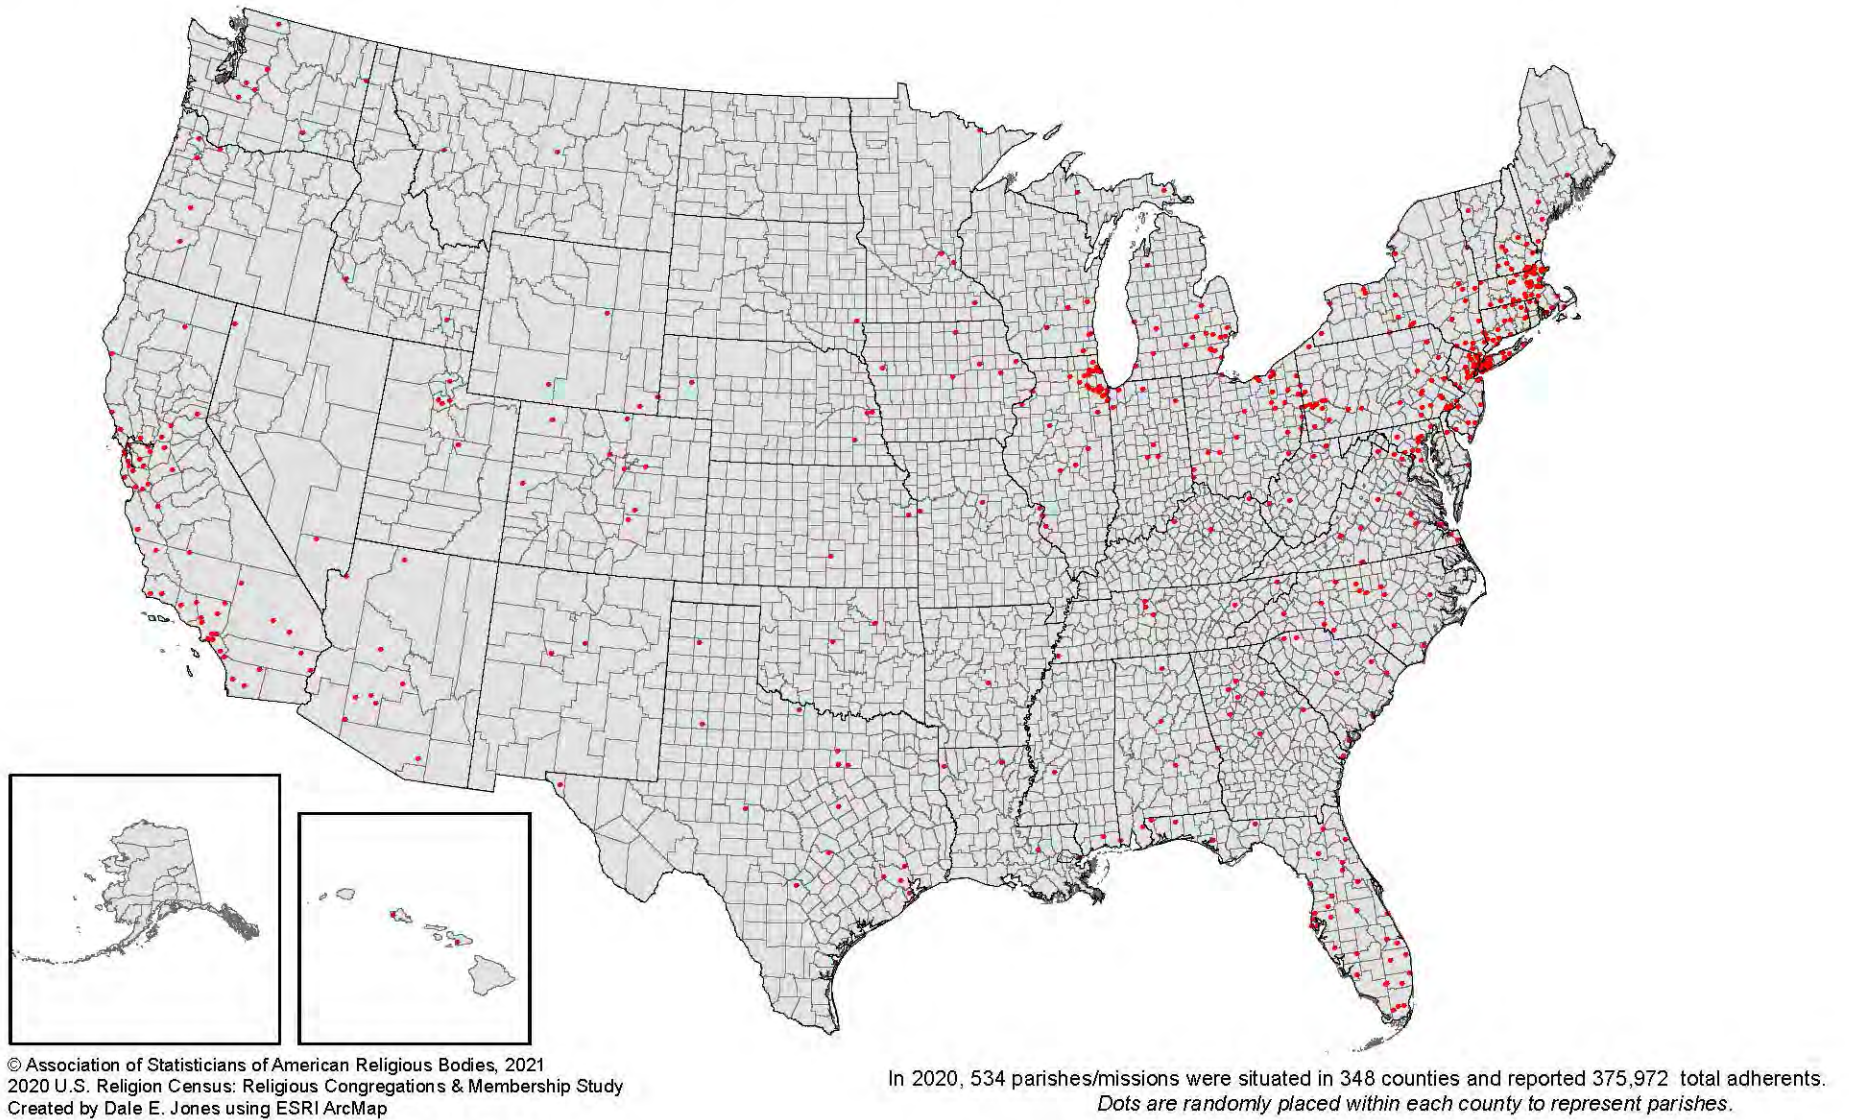 © Association of Statisticians of American Religious Bodies, 2021
2020 U.S. Religion Census: Religious Congregations & Membership Study
Created by Dale E. Jones using ESRI ArcMap
In 2020, 534 parishes/missions were situated in 348 counties and reported 375,972 total adherents.
Dots are randomly placed within each county to represent parishes.